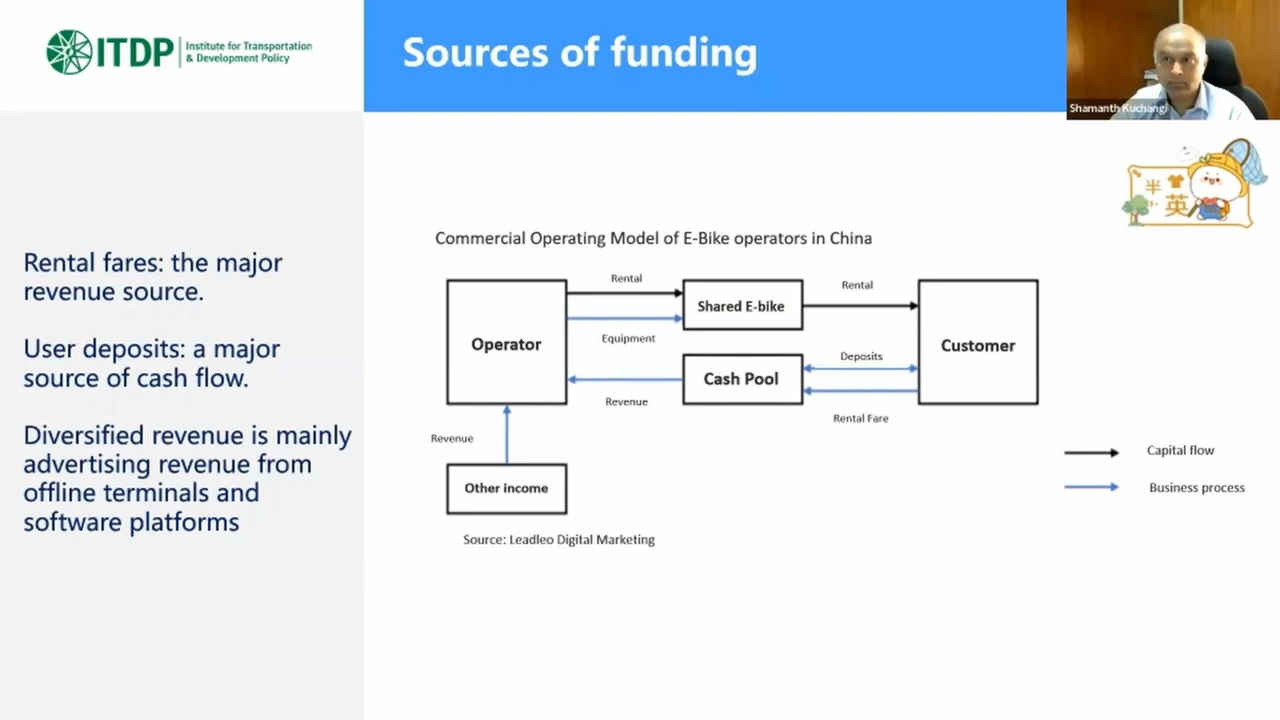 ITDP
Institute for Transportation
& Development Policy
Sources of funding
Shamanth Kuchangi
半
英
Rental fares: the major
revenue source.
User deposits: a major
source of cash flow.
Diversified revenue is mainly
advertising revenue from
offline terminals and
software platforms
Commercial Operating Model of E-Bike operators in China
Rental
Rental
Operator
Shared E-bike
Customer
Equipment
Deposits
Cash Pool
Revenue
Rental Fare
Revenue
Other income
Capital flow
Business process
Source: Leadleo Digital Marketing